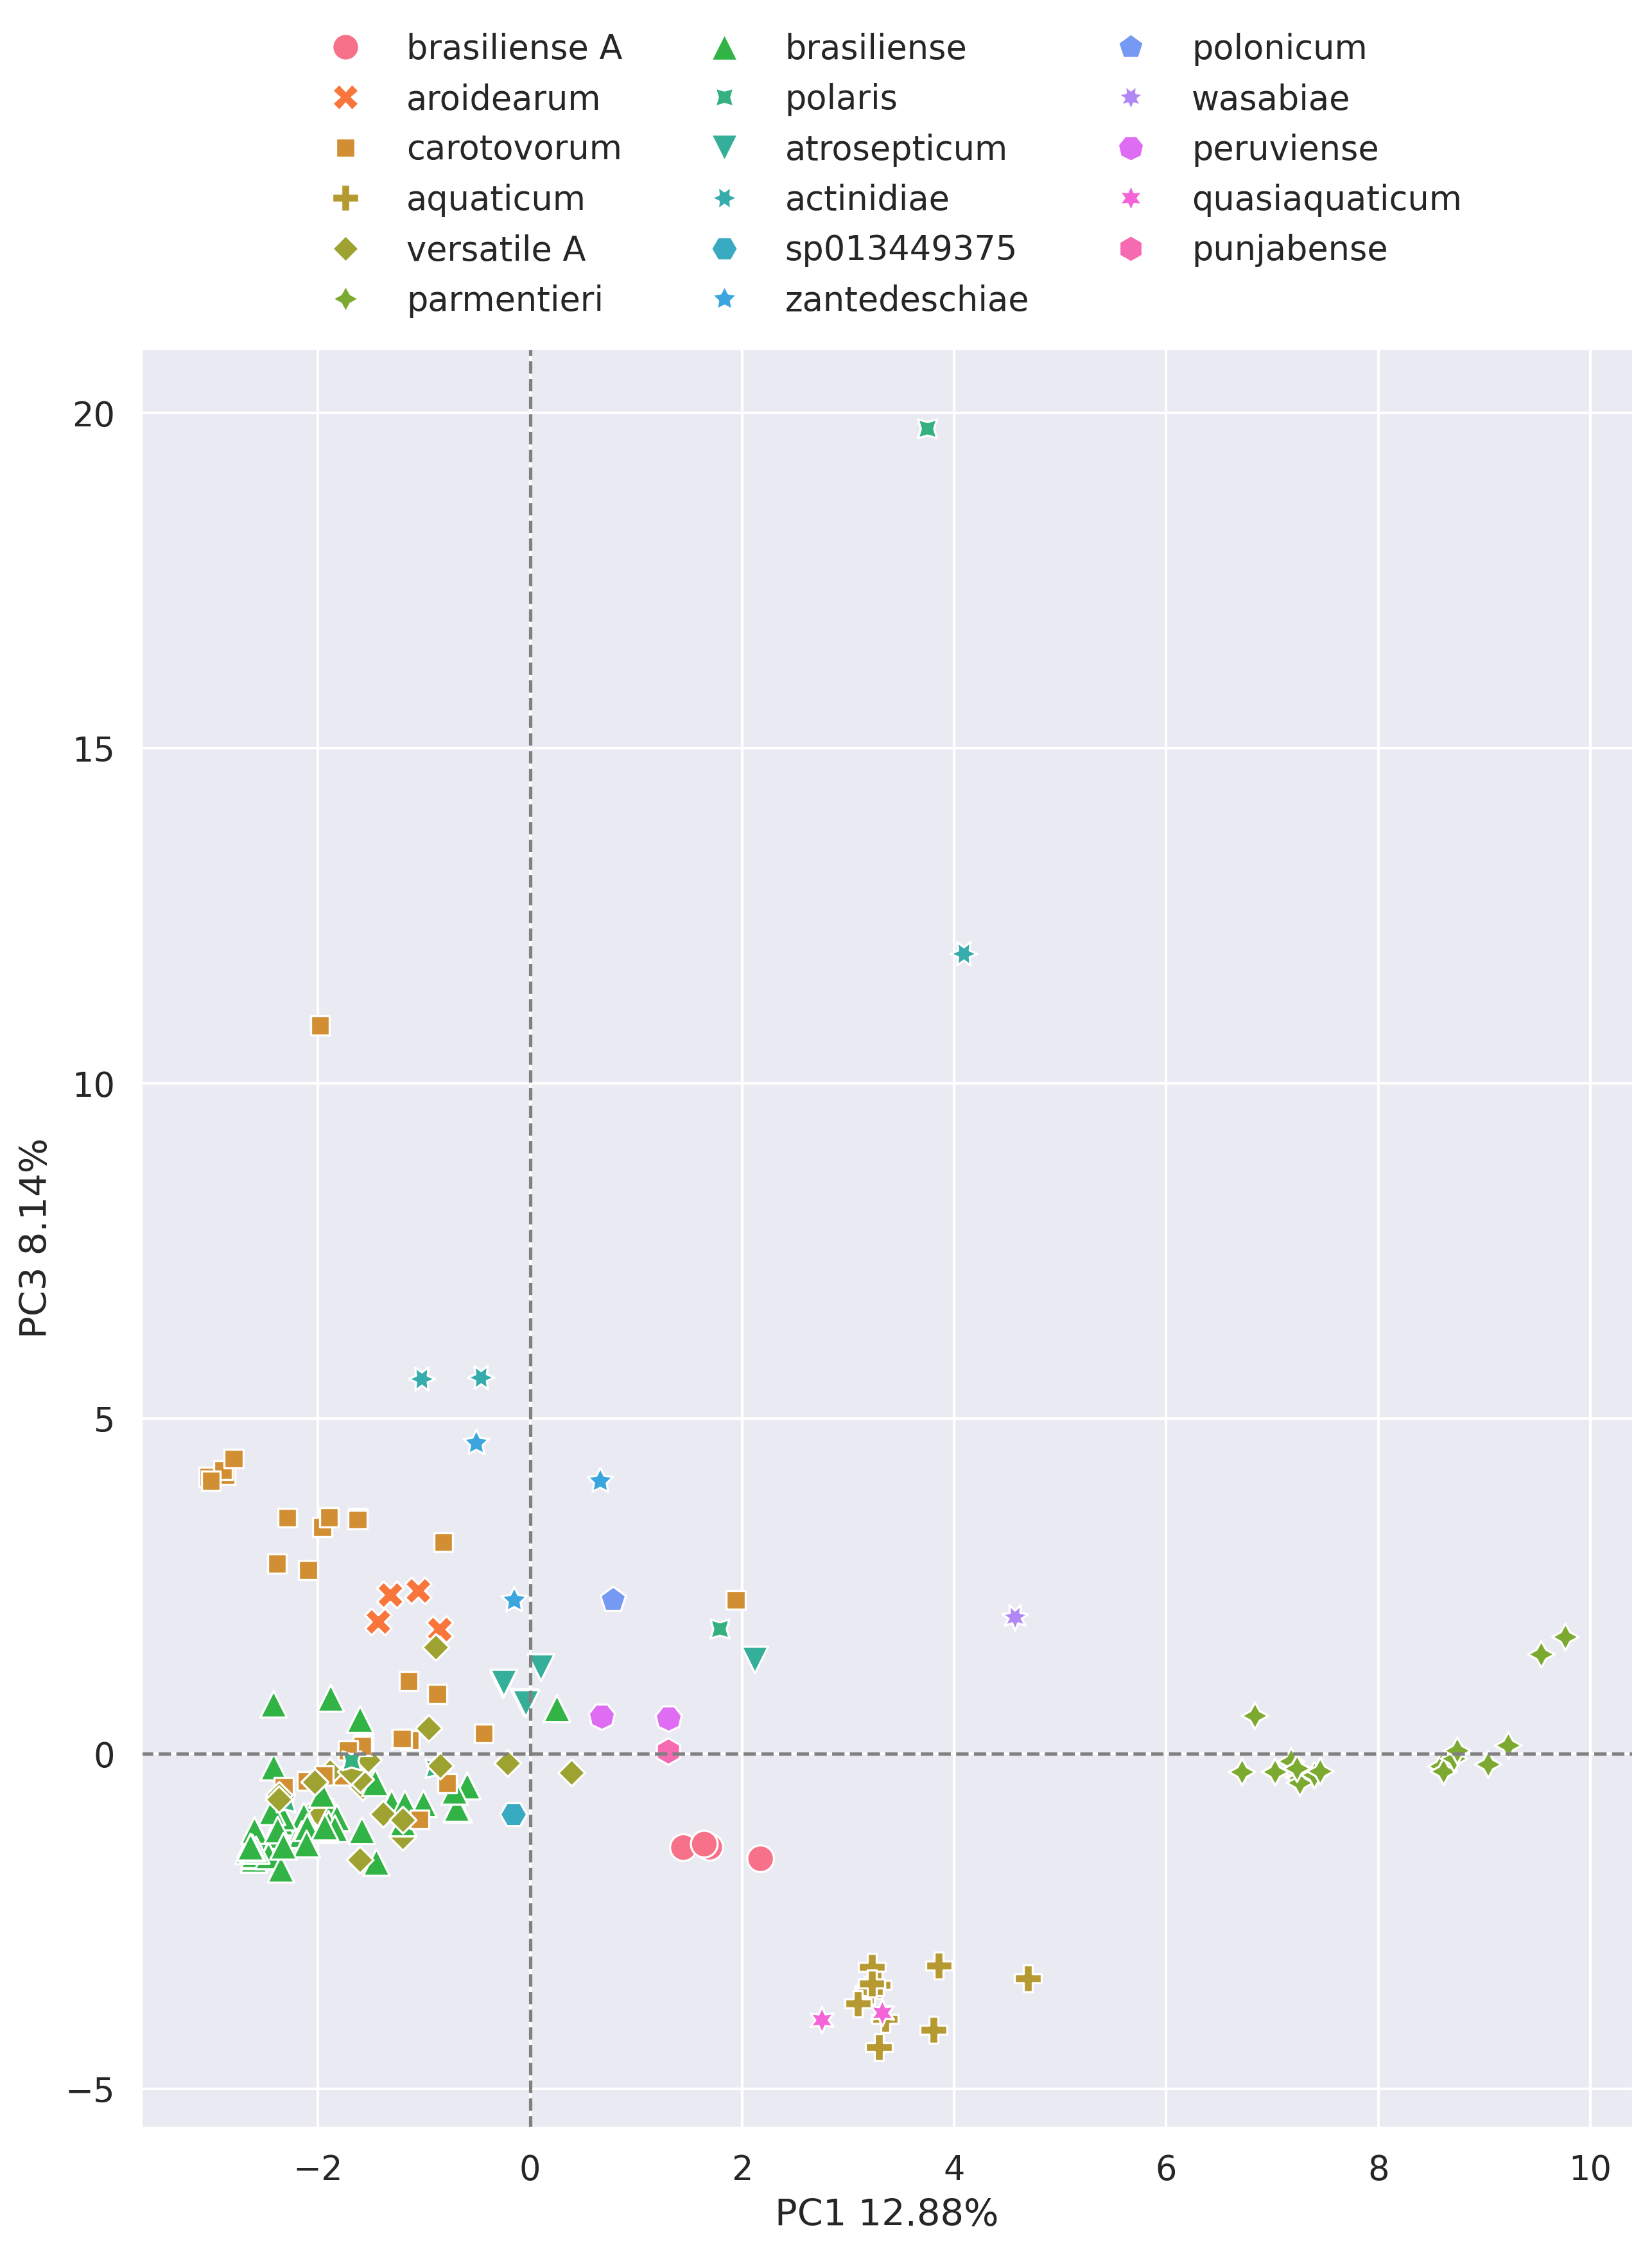 brasiliense A
aroidearum
carotovorum
aquaticum
versatile A
parmentieri
brasiliense
polaris
atrosepticum
actinidiae
sp013449375
zantedeschiae
polonicum
wasabiae
peruviense
quasiaquaticum
punjabense
20
15
10
5
0
−5
PC3 8.14%
−2
0
2
4
6
8
10
PC1 12.88%